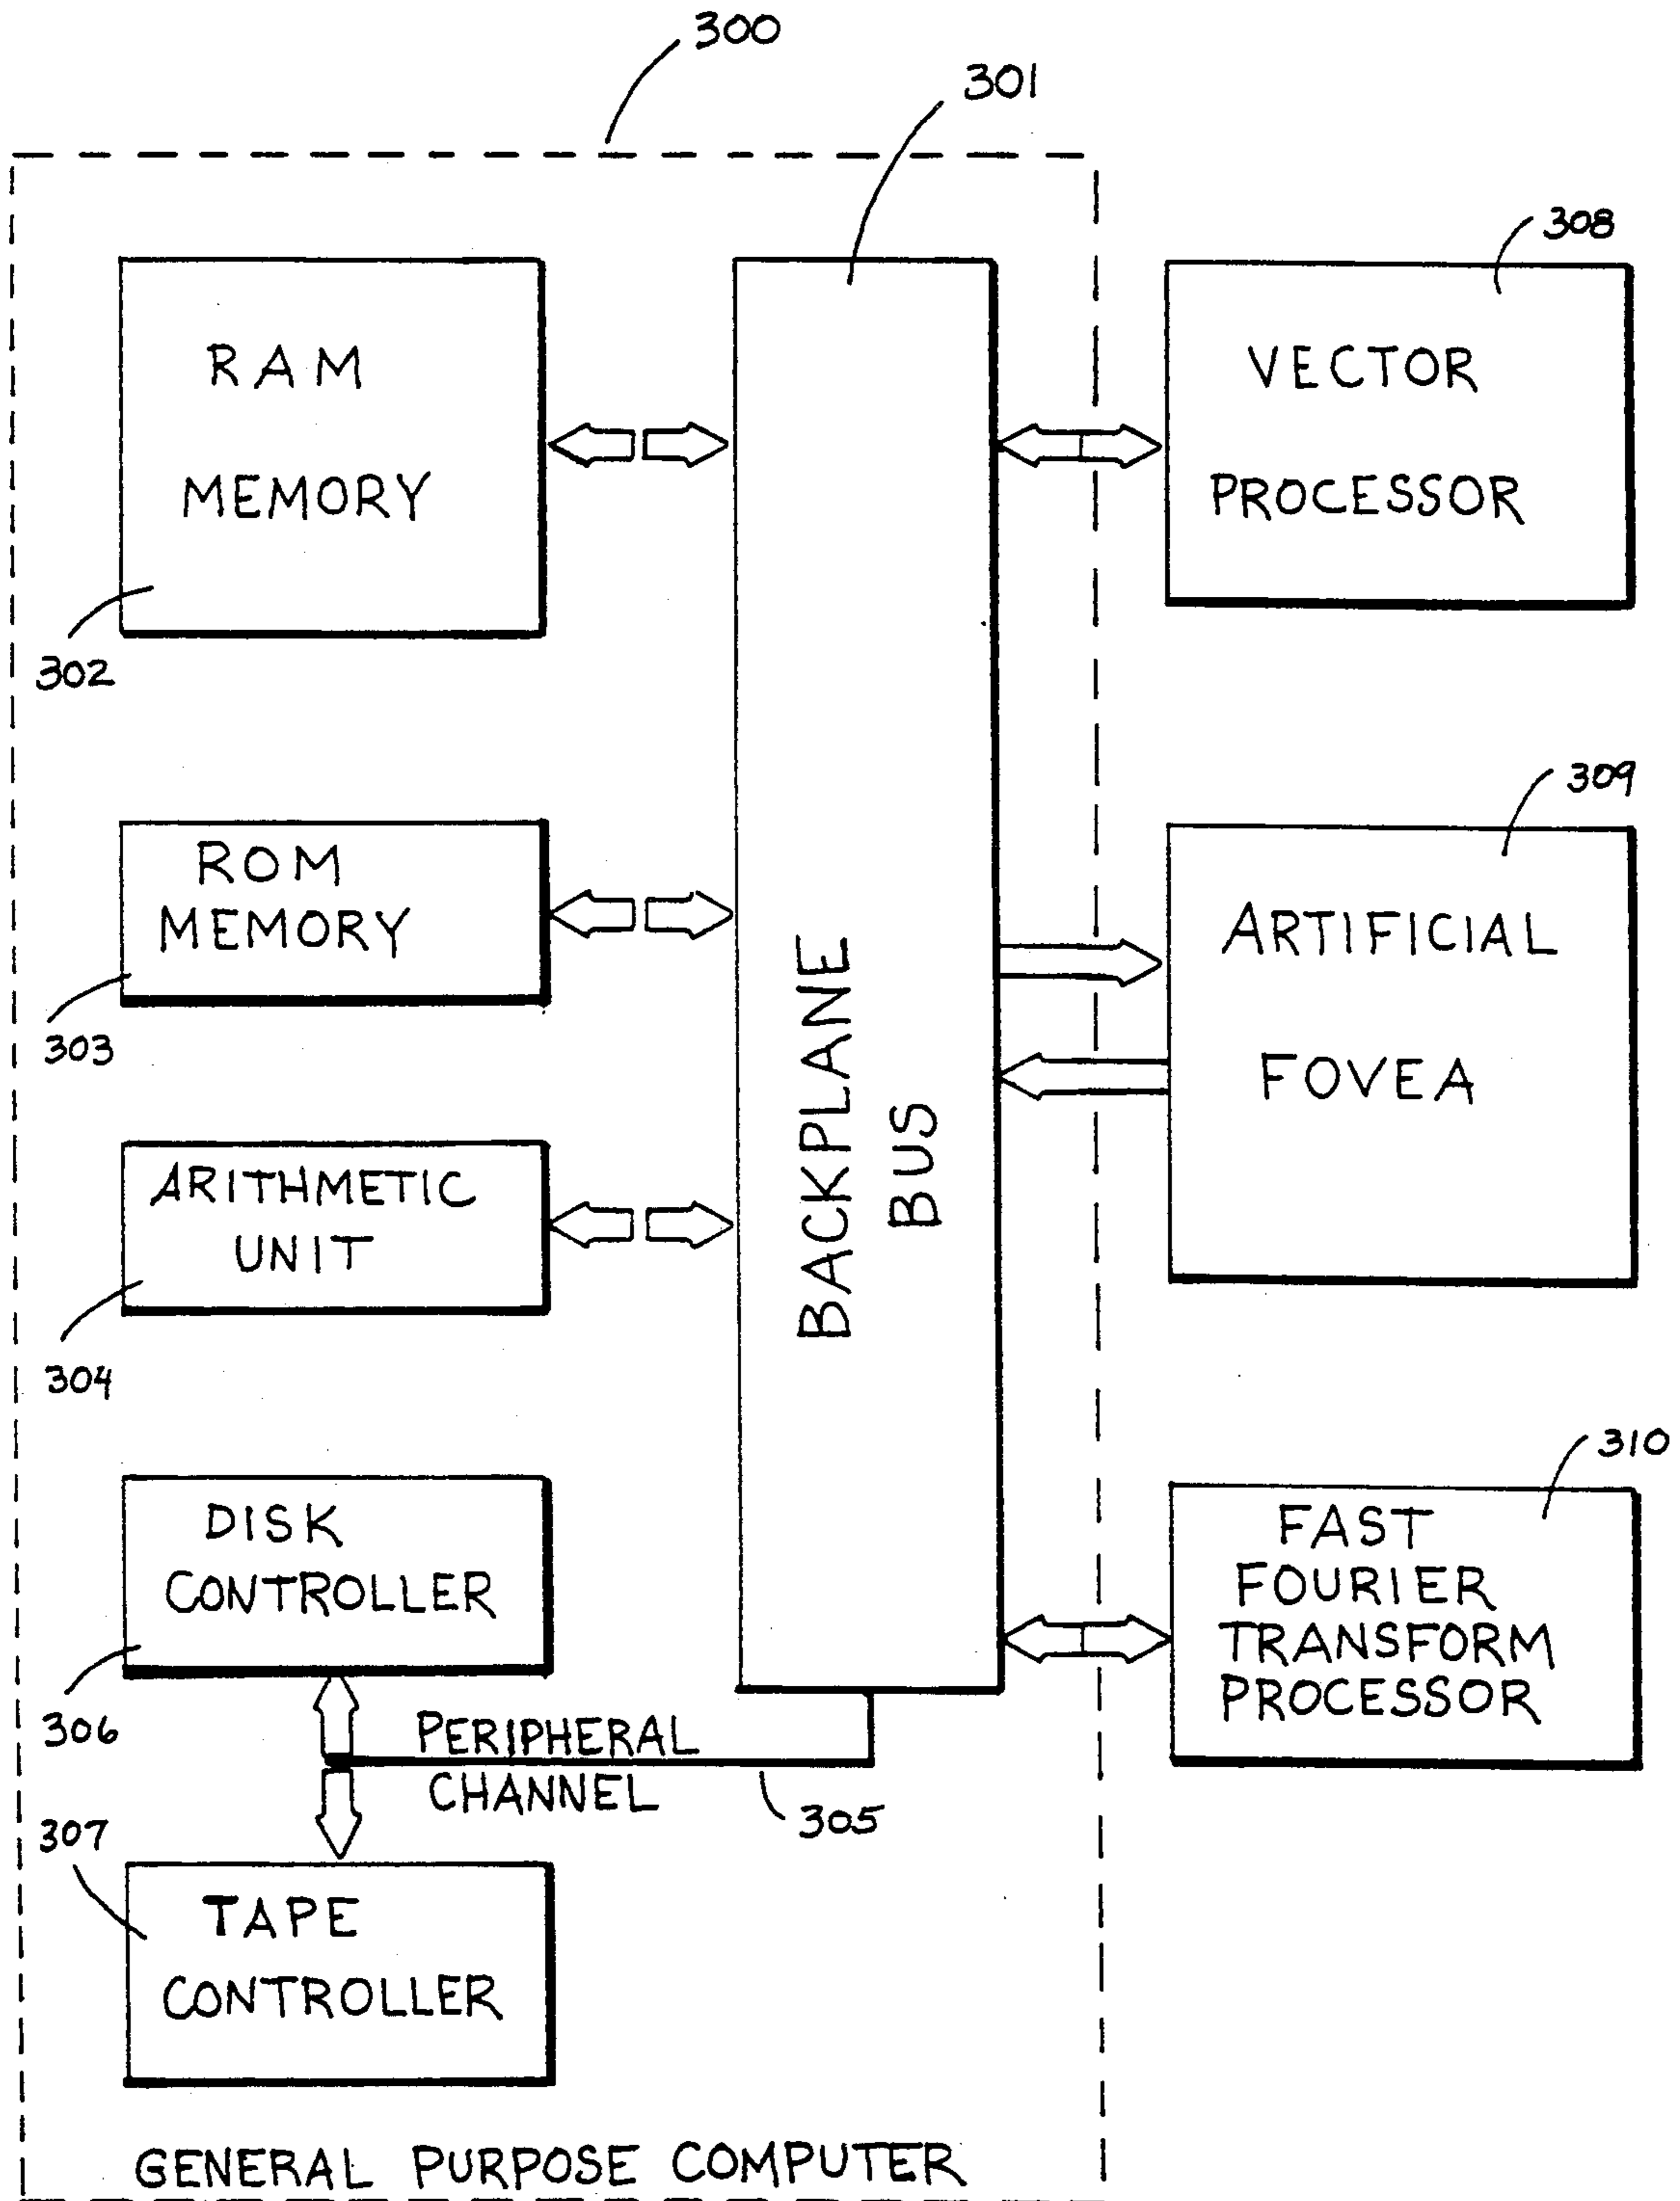 300
301
308
RAM
MEMORY
302
VECTOR
PROCESSOR
309
ROM
MEMORY
303
BACKPLANE
BUS
ARTIFICIAL
FOVEA
ARITHMETIC
UNIT
304
310
DISK
CONTROLLER
306
FAST
FOURIER
TRANSFORM
PROCESSOR
PERIPHERAL
CHANNEL
305
307
TAPE
CONTROLLER
GENERAL PURPOSE COMPUTER